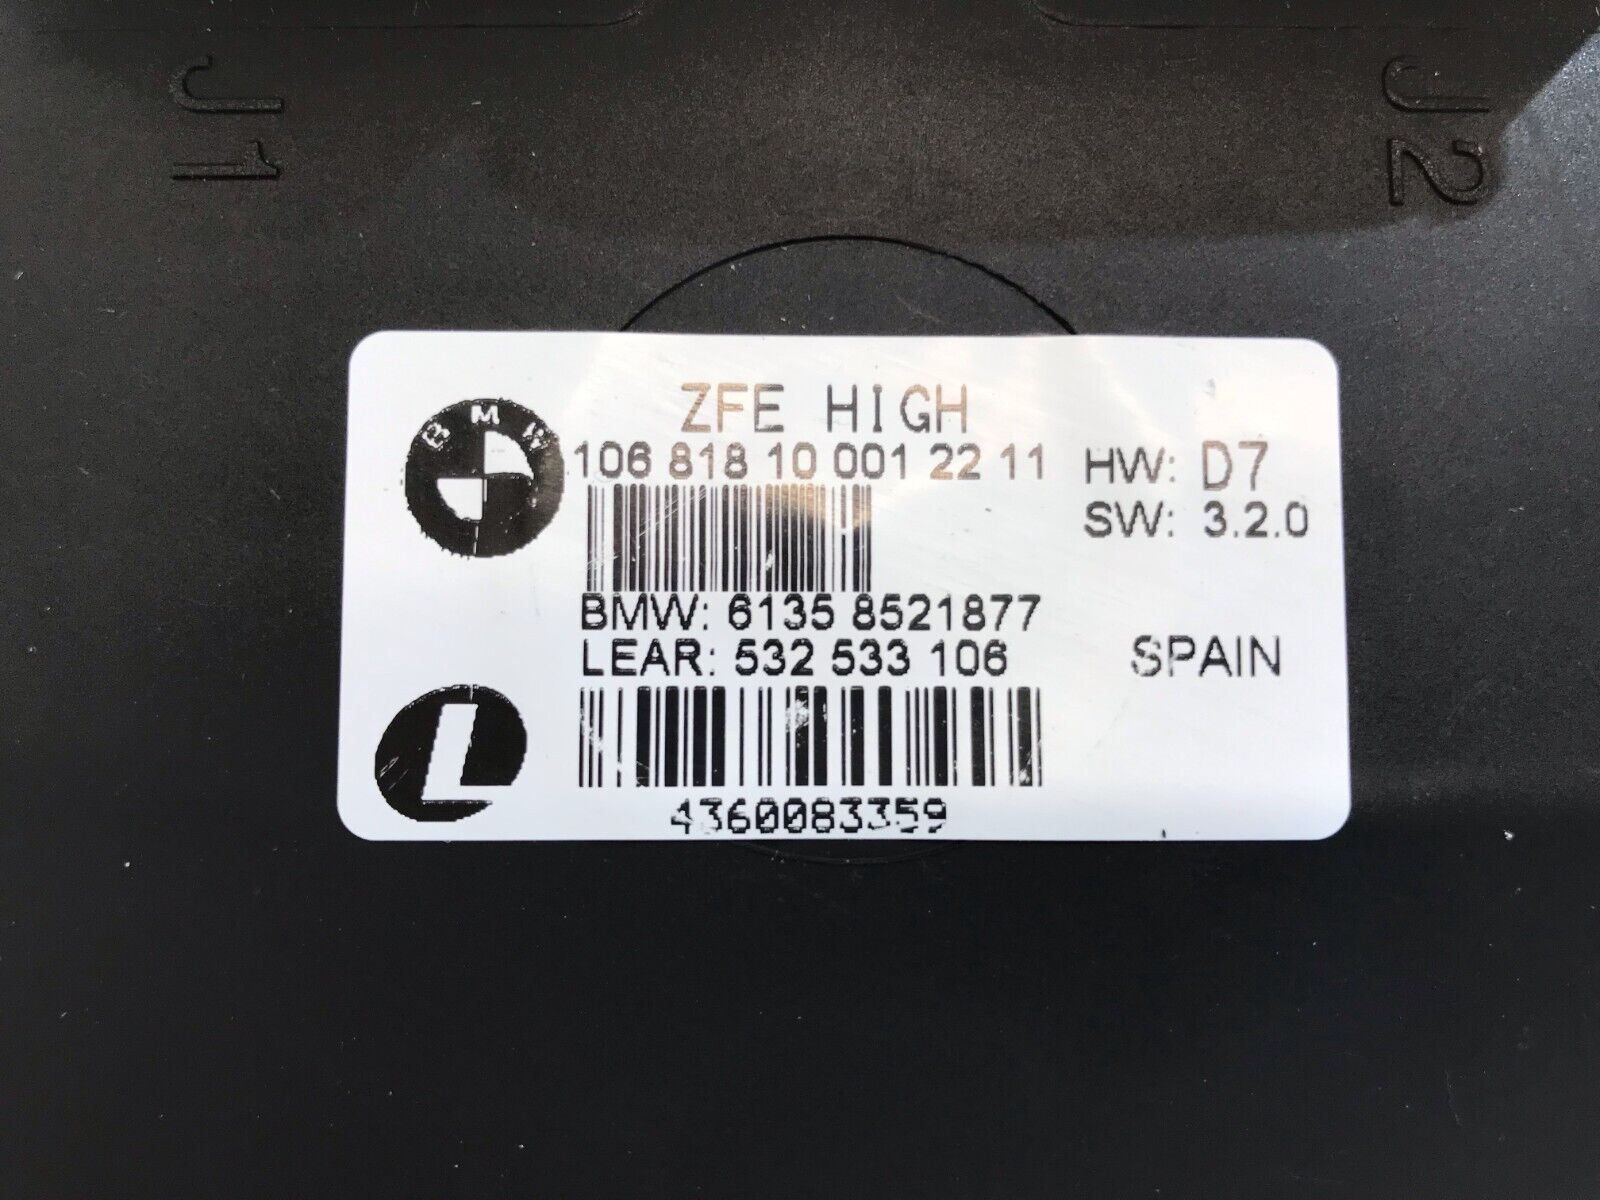 J1
J2
BMW
ZFE HIGH
106 818 10 001 22 11
HW: D7
SW: 3.2.0
BMW: 6135 8521877
LEAR: 532 533 106
SPAIN
L
4360083359